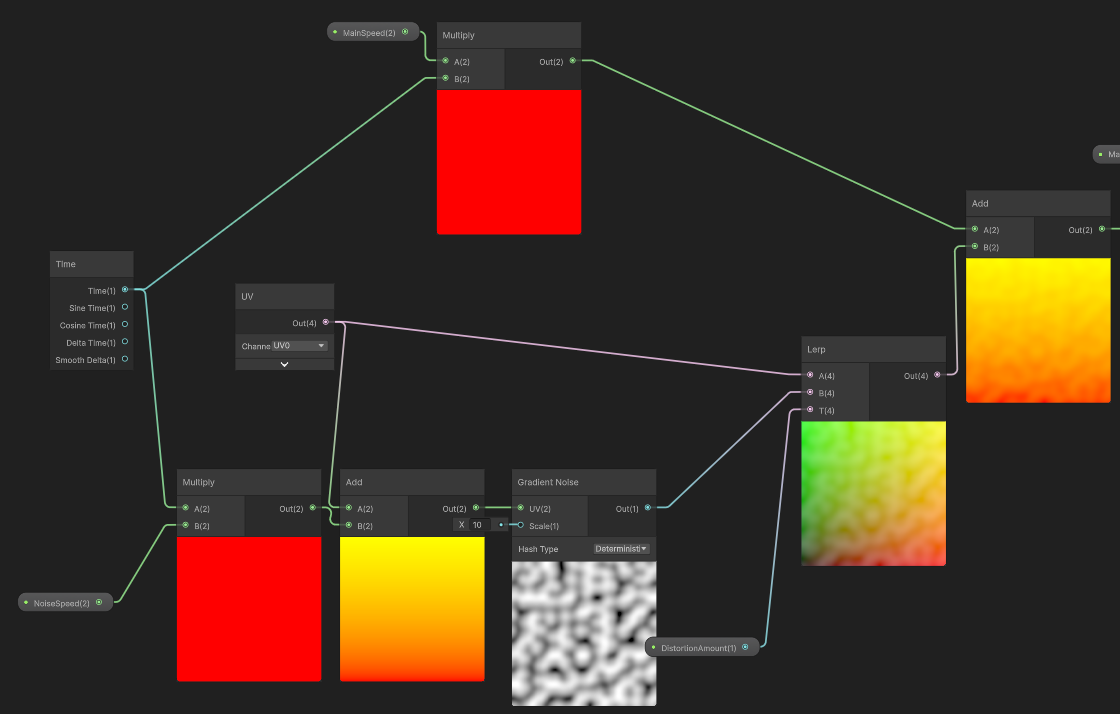 MainSpeed(2)
Multiply
A(2)
Out(2)
B(2)
Ma
Add
A(2)
Out(2)
B(2)
Time
Time(1)
Sine Time(1)
Cosine Time(1)
Delta Time(1)
Smooth Delta(1)
UV
Out(4)
Channe UV0
Lerp
A(4)
Out(4)
B(4)
T(4)
Multiply
A(2)
Out(2)
B(2)
Add
A(2)
Out(2)
B(2)
X 10
Gradient Noise
UV(2)
Out(1)
Scale(1)
Hash Type
Deterministi
NoiseSpeed(2)
DistortionAmount(1)